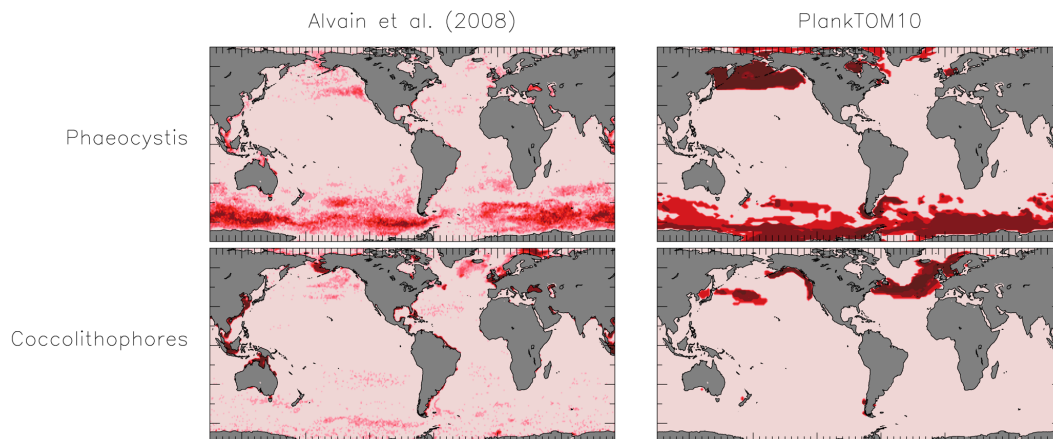 Alvain et al. (2008)
PlankTOM10
Phaeocystis
Coccolithophores